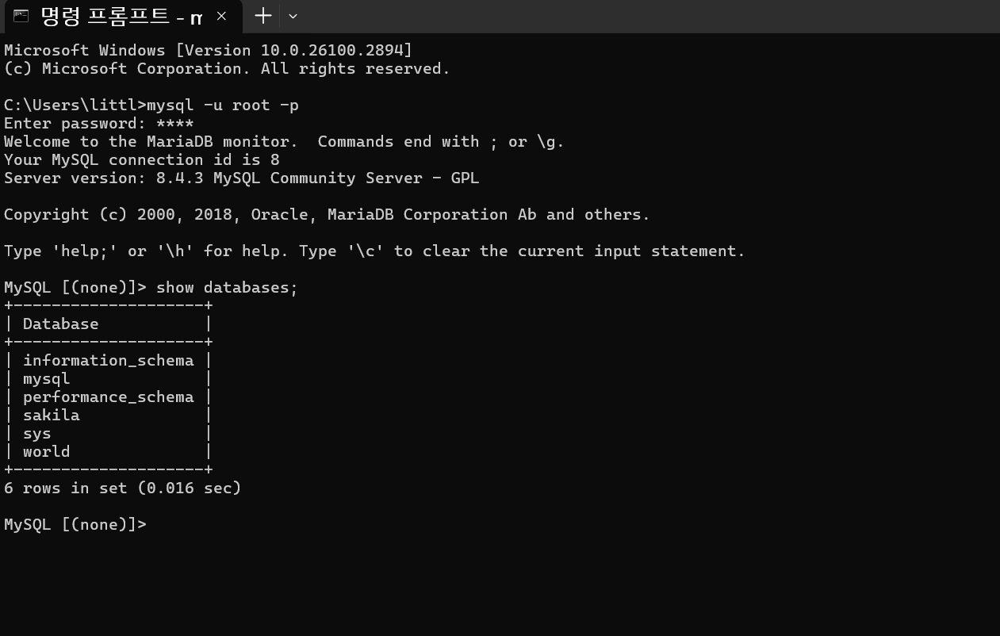 명령 프롬프트 - m
Microsoft Windows [Version 10.0.26100.2894]
(c) Microsoft Corporation. All rights reserved.
C:\Users\littl>mysql -u root -p
Enter password: ****
Welcome to the MariaDB monitor.  Commands end with ; or \g.
Your MySQL connection id is 8
Server version: 8.4.3 MySQL Community Server - GPL
Copyright (c) 2000, 2018, Oracle, MariaDB Corporation Ab and others.
Type 'help;' or '\h' for help. Type '\c' to clear the current input statement.
MySQL [(none)]> show databases;
+--------------------+
| Database           |
+--------------------+
| information_schema |
| mysql              |
| performance_schema |
| sakila             |
| sys                |
| world              |
+--------------------+
6 rows in set (0.016 sec)
MySQL [(none)]>